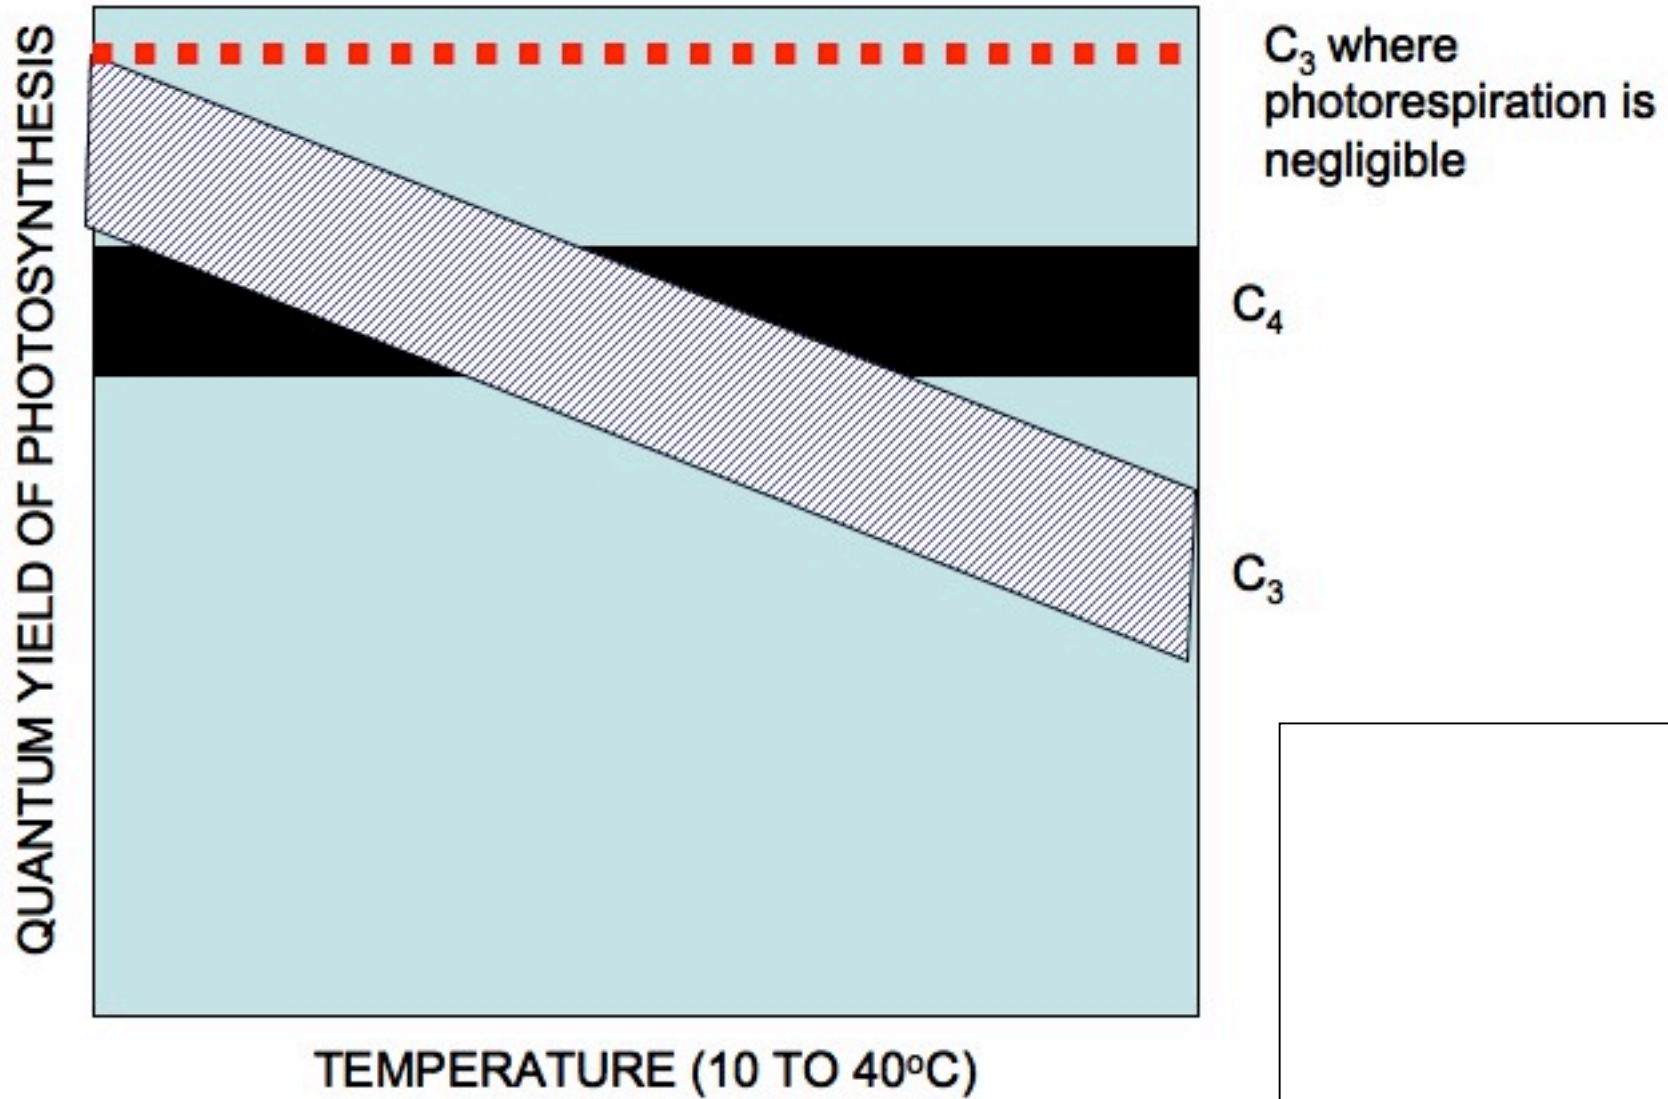 QUANTUM YIELD OF PHOTOSYNTHESIS
C₃ where
photorespiration is
negligible
C₄
C₃
TEMPERATURE (10 TO 40ºC)